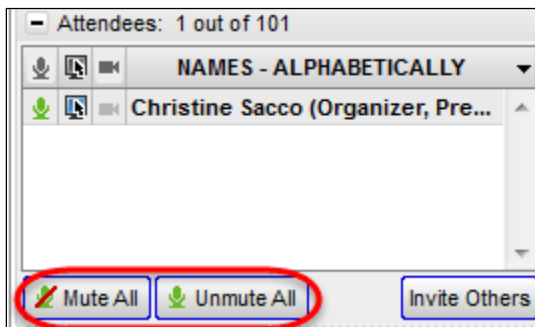 Attendees: 1 out of 101
NAMES - ALPHABETICALLY
Christine Sacco (Organizer, Pre...
Mute All Unmute All Invite Others